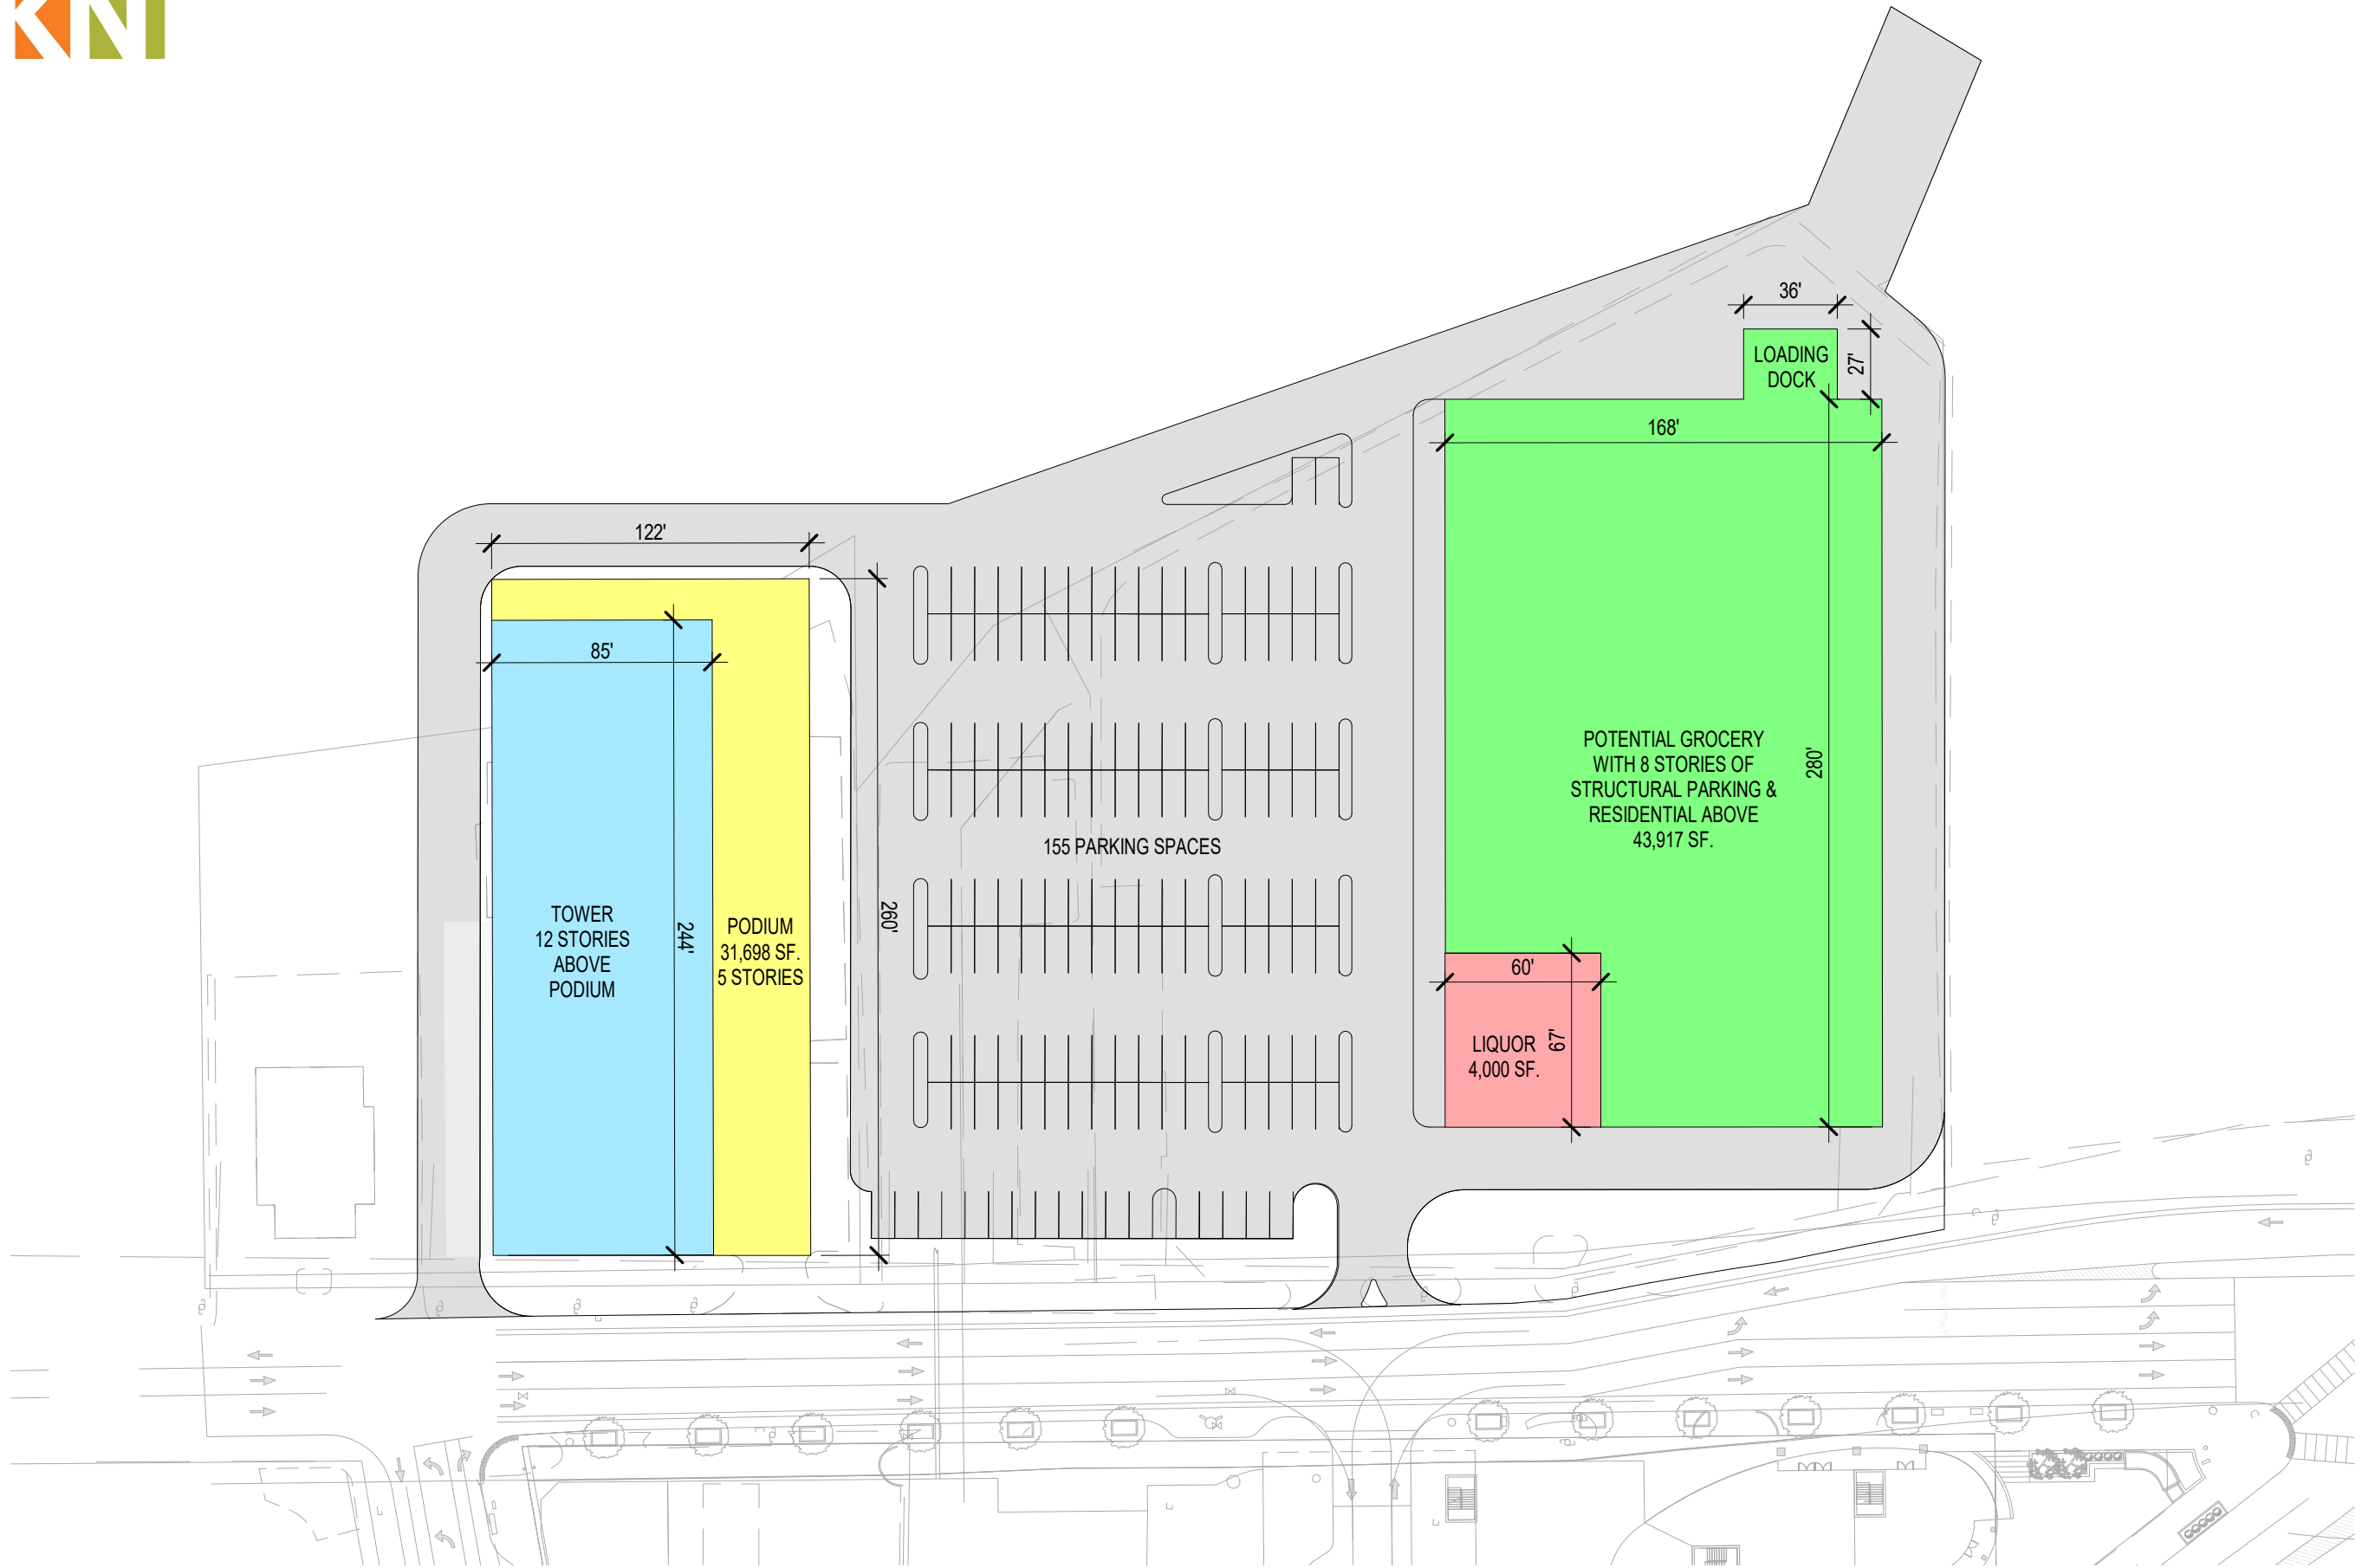 KNI
36'
LOADING
DOCK
27'
168'
122'
85'
POTENTIAL GROCERY
WITH 8 STORIES OF
STRUCTURAL PARKING &
RESIDENTIAL ABOVE
43,917 SF.
280'
155 PARKING SPACES
TOWER
12 STORIES
ABOVE
PODIUM
244'
PODIUM
31,698 SF.
5 STORIES
260'
60'
LIQUOR
4,000 SF.
67'